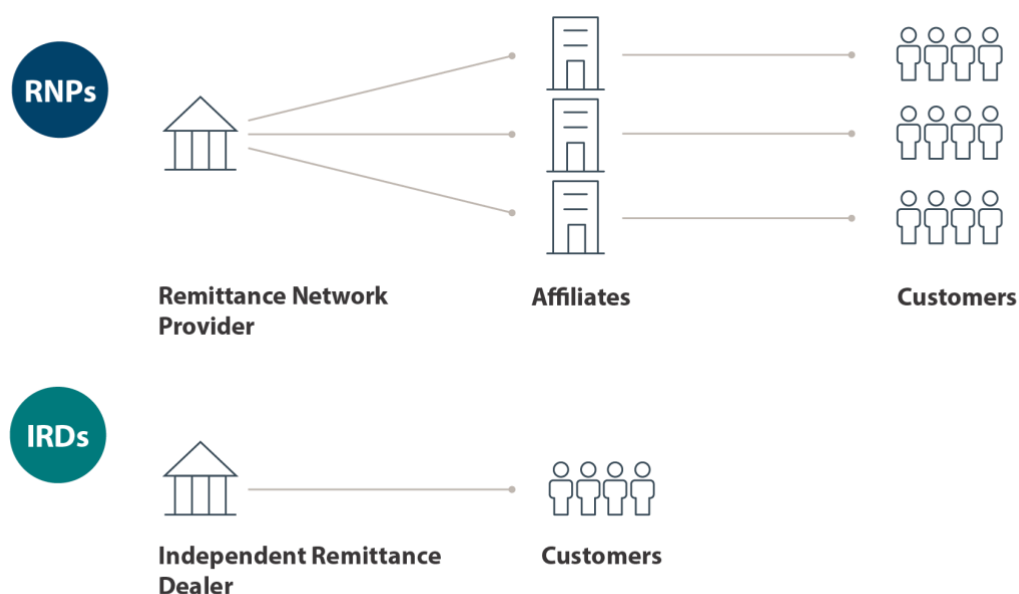 RNPs
Remittance Network
Provider
Affiliates
Customers
IRDs
Independent Remittance
Dealer
Customers